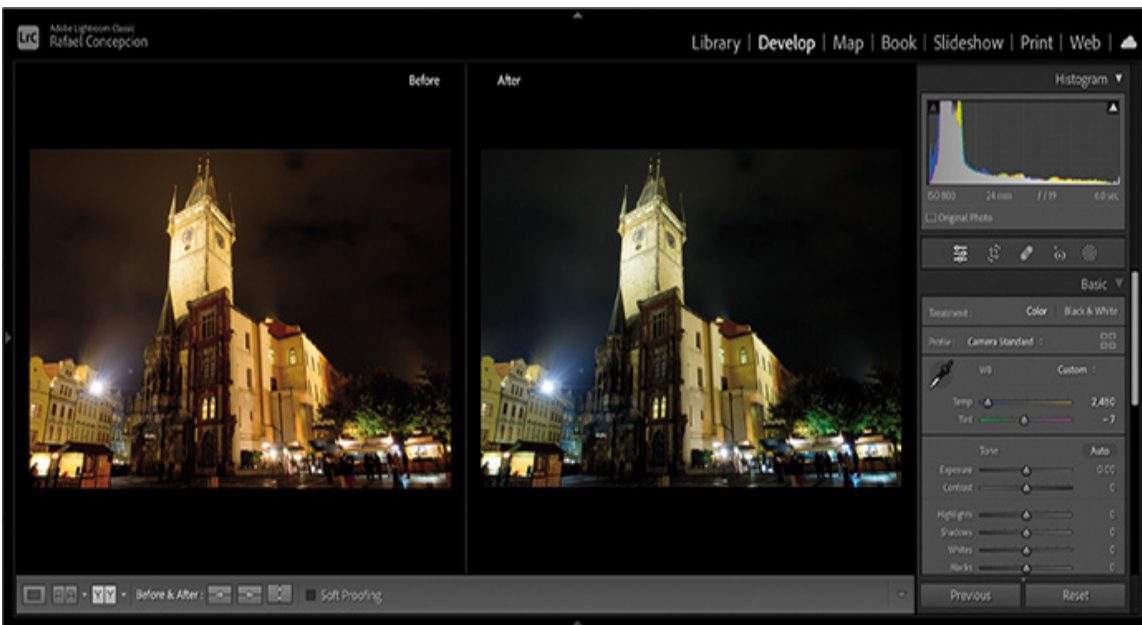 LrC
Adobe Lightroom Classic
Rafael Concepcion
Library | Develop | Map | Book | Slideshow | Print | Web |
Before
After
Histogram
ISO 800 24 mm f / 19 6.0 sec
Original Photo
Basic
Treatment : Color Black & White
Profile : Camera Standard
WB Custom
Temp 2,450
Tint - 7
Tone Auto
Exposure 0.00
Contrast 0
Highlights 0
Shadows 0
Whites 0
Blacks 0
Y Y
Before & After :
Soft Proofing
Previous Reset